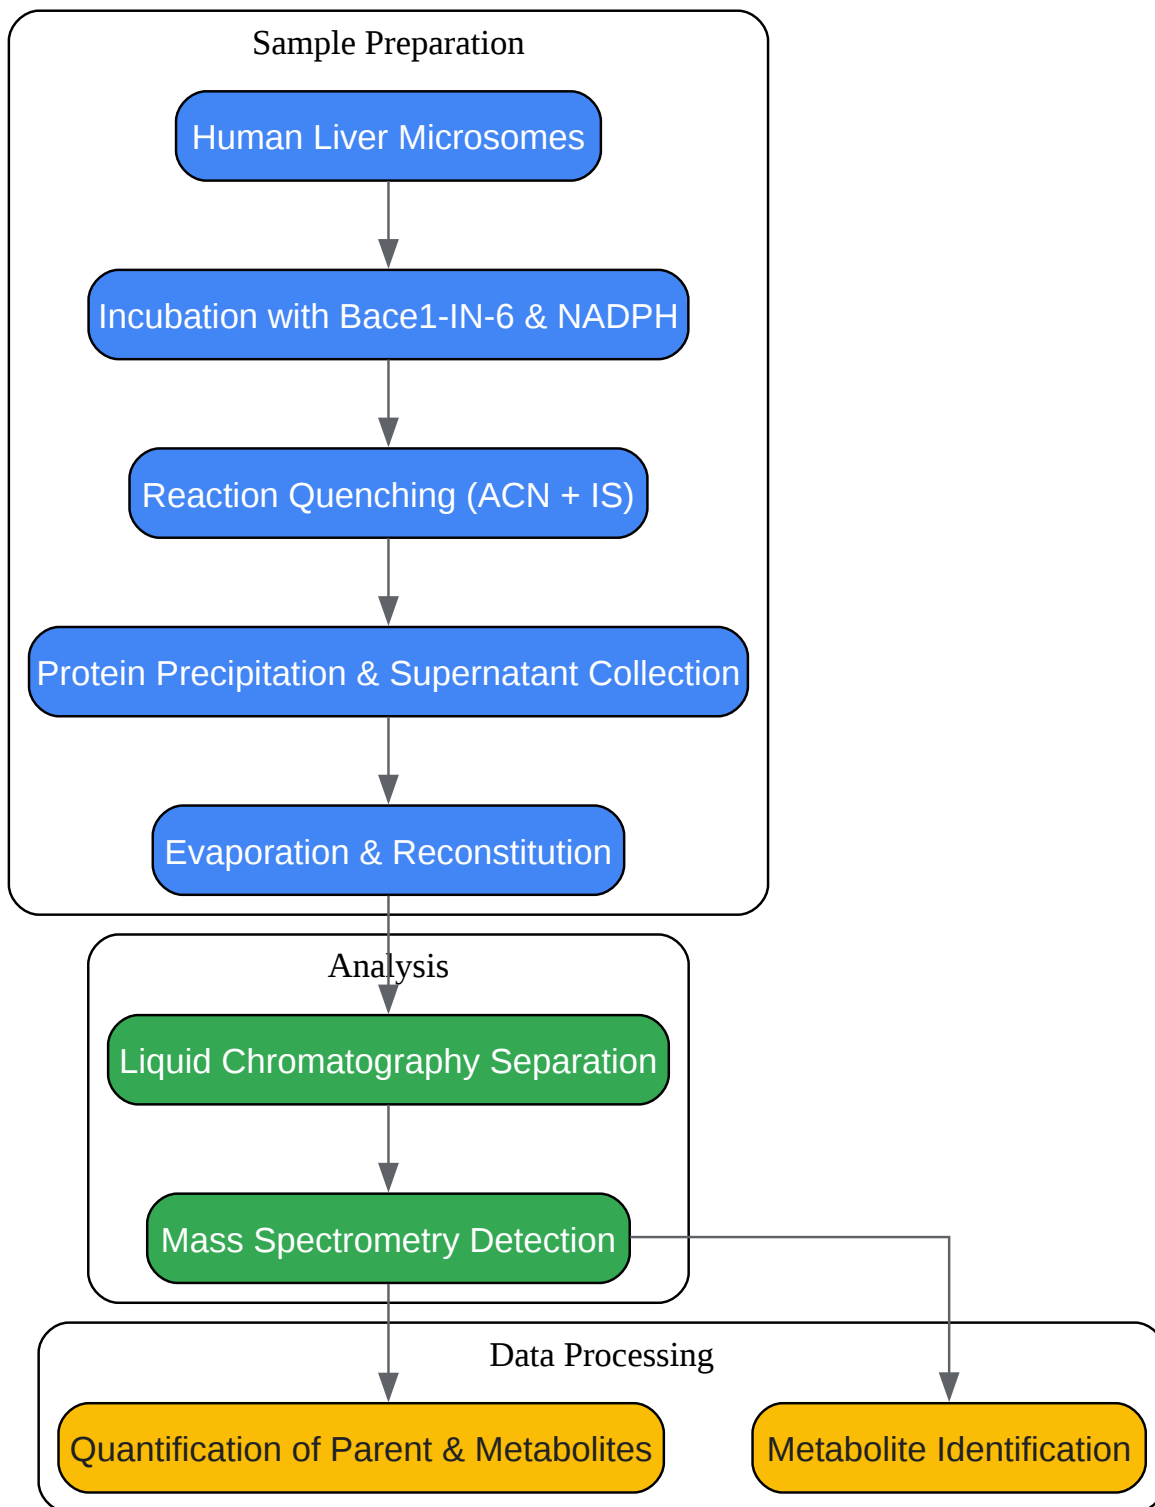 Sample Preparation
Human Liver Microsomes
Incubation with Bace1-IN-6 & NADPH
Reaction Quenching (ACN + IS)
Protein Precipitation & Supernatant Collection
Evaporation & Reconstitution
Analysis
Liquid Chromatography Separation
Mass Spectrometry Detection
Data Processing
Quantification of Parent & Metabolites
Metabolite Identification